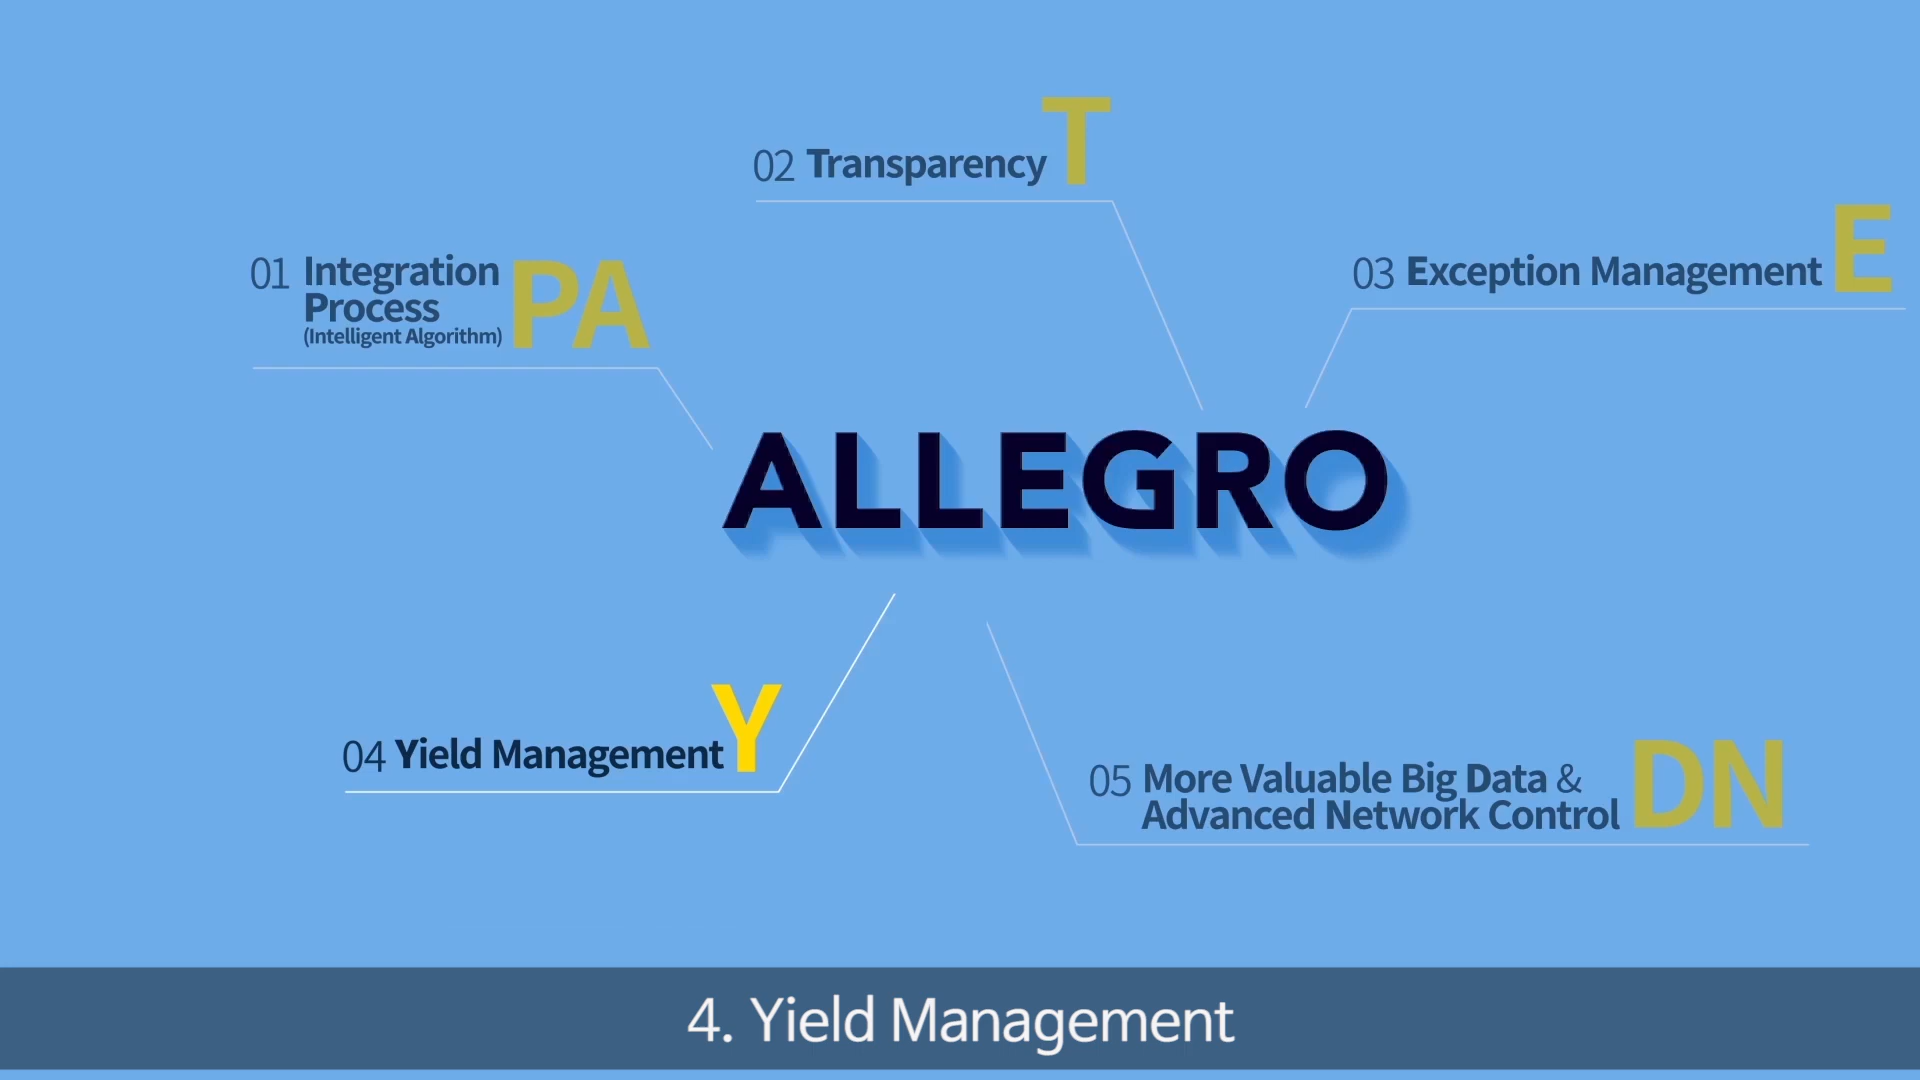 02 Transparency T
03 Exception Management E
01 Integration
Process
(Intelligent Algorithm) PA
ALLEGRO
04 Yield Management Y
05 More Valuable Big Data &
Advanced Network Control DN
4. Yield Management